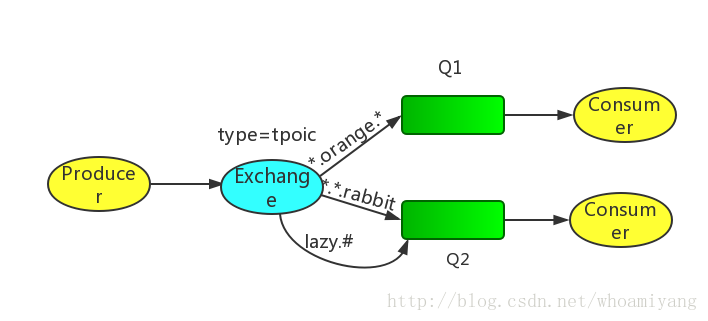 Q1
Consum
er
type=tpoic
*.orange.*
Produce
r
Exchang
e
*.*.rabbit
Consum
er
lazy.#
Q2
http://blog.csdn.net/whoamiyang